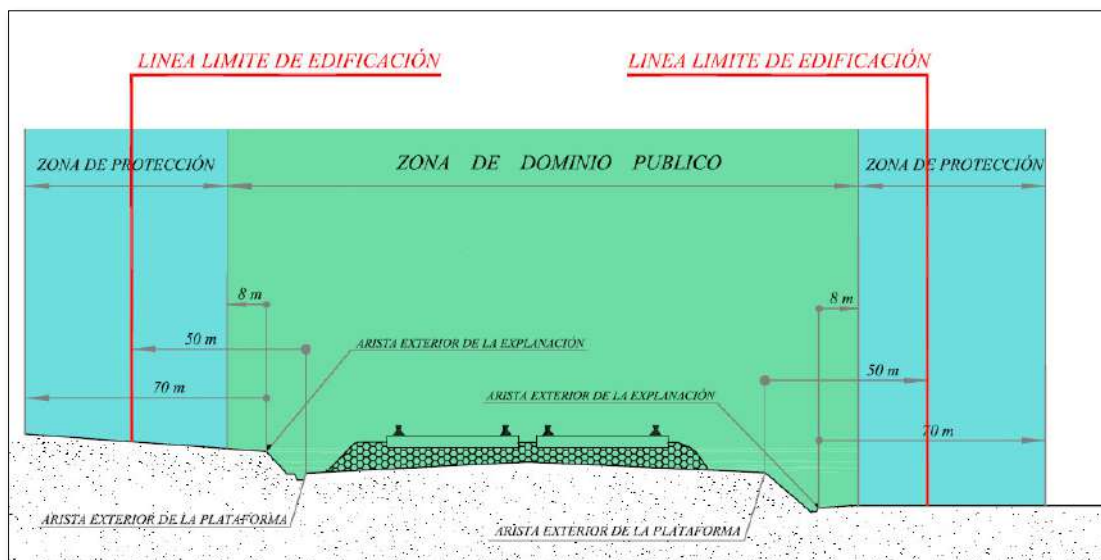 LINEA LIMITE DE EDIFICACIÓN
LINEA LIMITE DE EDIFICACIÓN
ZONA DE PROTECCIÓN
ZONA DE DOMINIO PUBLICO
ZONA DE PROTECCIÓN
8 m
8 m
50 m
ARISTA EXTERIOR DE LA EXPLANACIÓN
50 m
70 m
ARISTA EXTERIOR DE LA EXPLANACIÓN
70 m
ARISTA EXTERIOR DE LA PLATAFORMA
ARISTA EXTERIOR DE LA PLATAFORMA